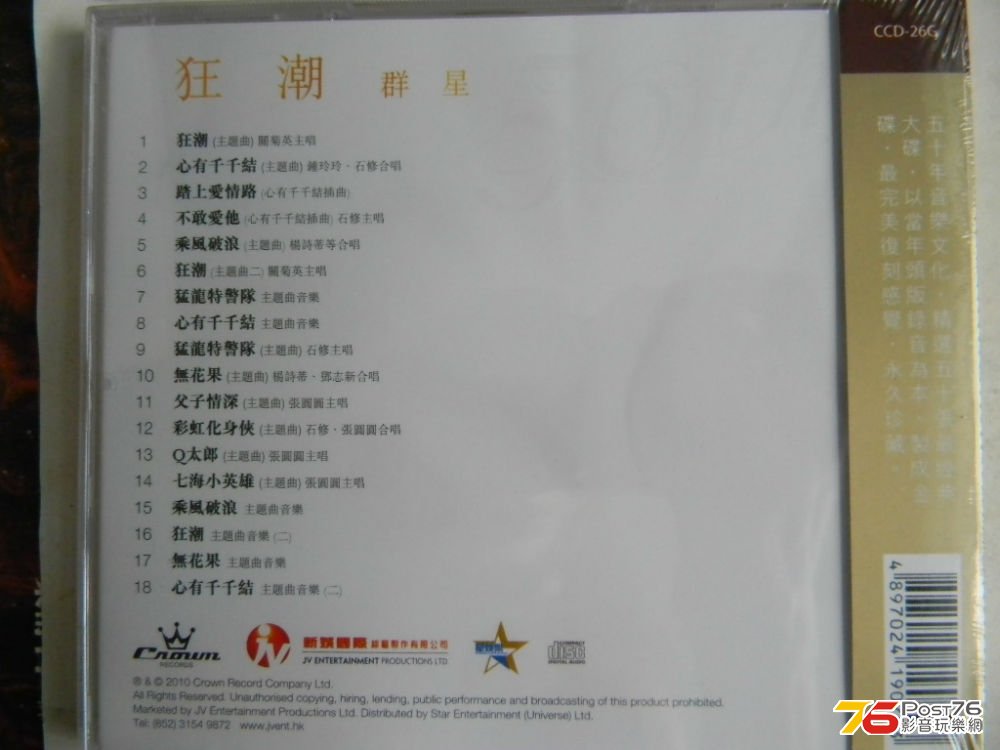 狂潮 群星
1 狂潮 (主題曲) 關菊英主唱
2 心有千千結 (主題曲) 鍾玲玲、石修合唱
3 踏上愛情路 (心有千千結插曲)
4 不敢愛他 (心有千千結插曲) 石修主唱
5 乘風破浪 (主題曲) 楊詩蒂等合唱
6 狂潮 (主題曲二) 關菊英主唱
7 猛龍特警隊 主題曲音樂
8 心有千千結 主題曲音樂
9 猛龍特警隊 (主題曲) 石修主唱
10 無花果 (主題曲) 楊詩蒂、鄧志新合唱
11 父子情深 (主題曲) 張圓圓主唱
12 彩虹化身俠 (主題曲) 石修、張圓圓合唱
13 Q太郎 (主題曲) 張圓圓主唱
14 七海小英雄 (主題曲) 張圓圓主唱
15 乘風破浪 主題曲音樂
16 狂潮 主題曲音樂 (二)
17 無花果 主題曲音樂
18 心有千千結 主題曲音樂 (二)
Crown
RECORDS
新娛國際綜藝製作有限公司
JV ENTERTAINMENT PRODUCTIONS LTD
星娛樂
COMPACT
disc
DIGITAL AUDIO
℗ & © 2010 Crown Record Company Ltd.
All Rights Reserved. Unauthorised copying, hiring, lending, public performance and broadcasting of this product prohibited.
Marketed by JV Entertainment Productions Ltd. Distributed by Star Entertainment (Universe) Ltd.
Tel: (852) 3154 9872 www.jvent.hk
CCD-26G
五十年音樂文化．精選五十張
大碟．以當年頭版錄音為本、製成金
碟．最完美復刻感覺．永久珍藏。
4 897024 190
76 Post76
影音玩樂網